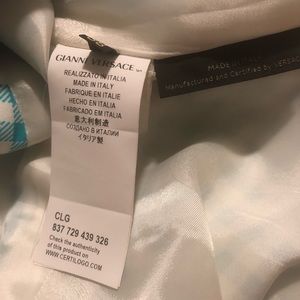 GIANNI VERSACE
REALIZZATO IN ITALIA
MADE IN ITALY
FABRIQUE EN ITALIE
HECHO EN ITALIA
FABRICADO EM ITALIA
意大利制造
СОЗДАНО В ИТАЛИИ
イタリア製
CLG
837 729 439 326
Check the authenticity
of this product on
WWW.CERTILOGO.COM
MADE IN ITALY
Manufactured and Certified by VERSACE